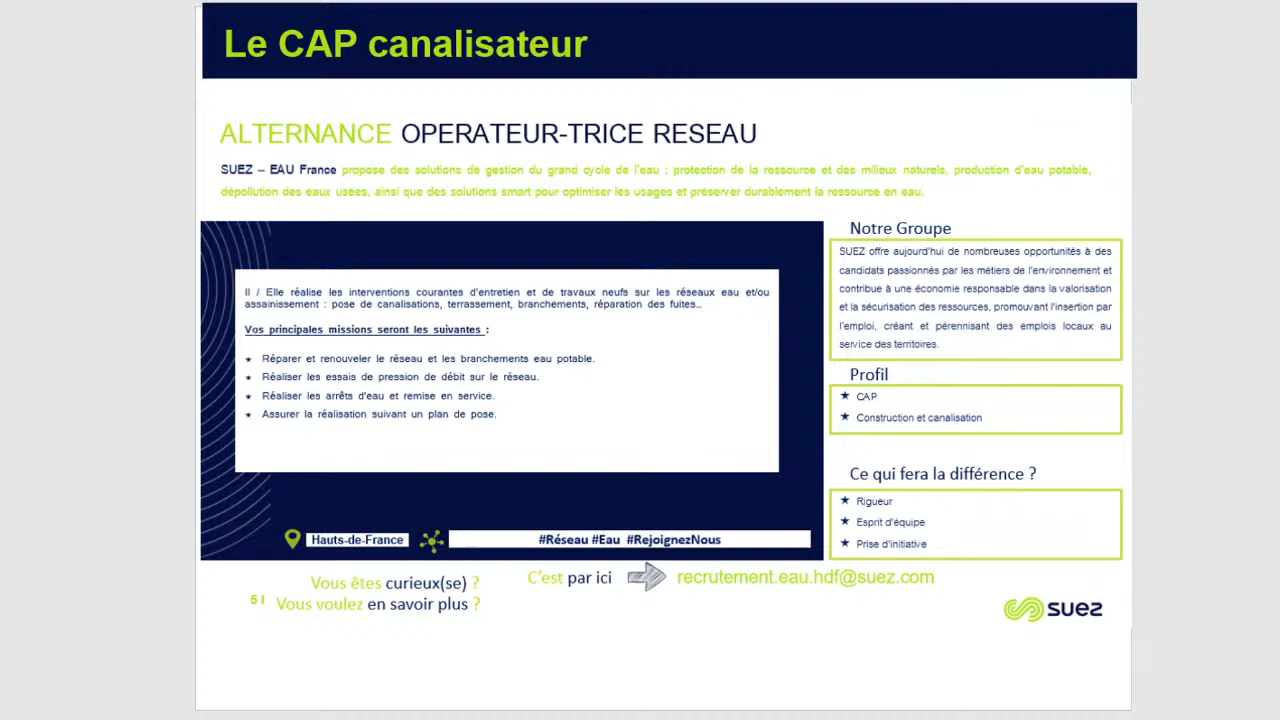 Le CAP canalisateur
ALTERNANCE OPERATEUR-TRICE RESEAU
SUEZ – EAU France propose des solutions de gestion du grand cycle de l'eau ; protection de la ressource et des milieux naturels, production d'eau potable,
dépollution des eaux usées, ainsi que des solutions smart pour optimiser les usages et préserver durablement la ressource en eau.
Il / Elle réalise les interventions courantes d'entretien et de travaux neufs sur les réseaux eau et/ou
assainissement : pose de canalisations, terrassement, branchements, réparation des fuites…
Vos principales missions seront les suivantes :
★ Réparer et renouveler le réseau et les branchements eau potable.
★ Réaliser les essais de pression de débit sur le réseau.
★ Réaliser les arrêts d'eau et remise en service.
★ Assurer la réalisation suivant un plan de pose.
Hauts-de-France
#Réseau #Eau #RejoignezNous
Notre Groupe
SUEZ offre aujourd'hui de nombreuses opportunités à des
candidats passionnés par les métiers de l'environnement et
contribue à une économie responsable dans la valorisation
et la sécurisation des ressources, promouvant l'insertion par
l'emploi, créant et pérennisant des emplois locaux au
service des territoires.
Profil
★ CAP
★ Construction et canalisation
Ce qui fera la différence ?
★ Rigueur
★ Esprit d'équipe
★ Prise d'initiative
Vous êtes curieux(se) ?
5 I Vous voulez en savoir plus ?
C'est par ici
recrutement.eau.hdf@suez.com
suez